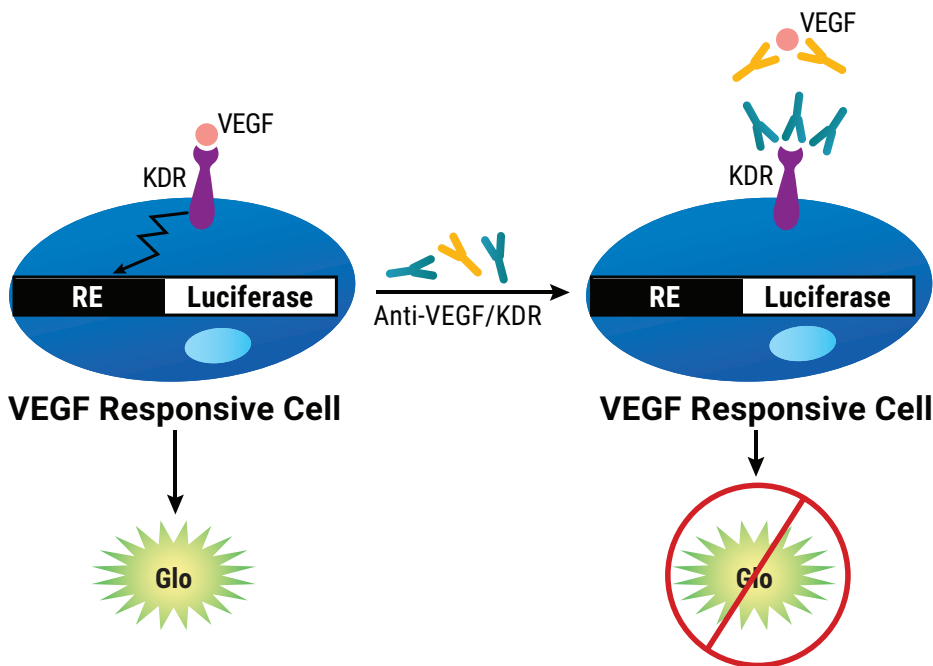 VEGF
KDR
RE
Luciferase
VEGF Responsive Cell
Glo
Anti-VEGF/KDR
VEGF
KDR
RE
Luciferase
VEGF Responsive Cell
Glo